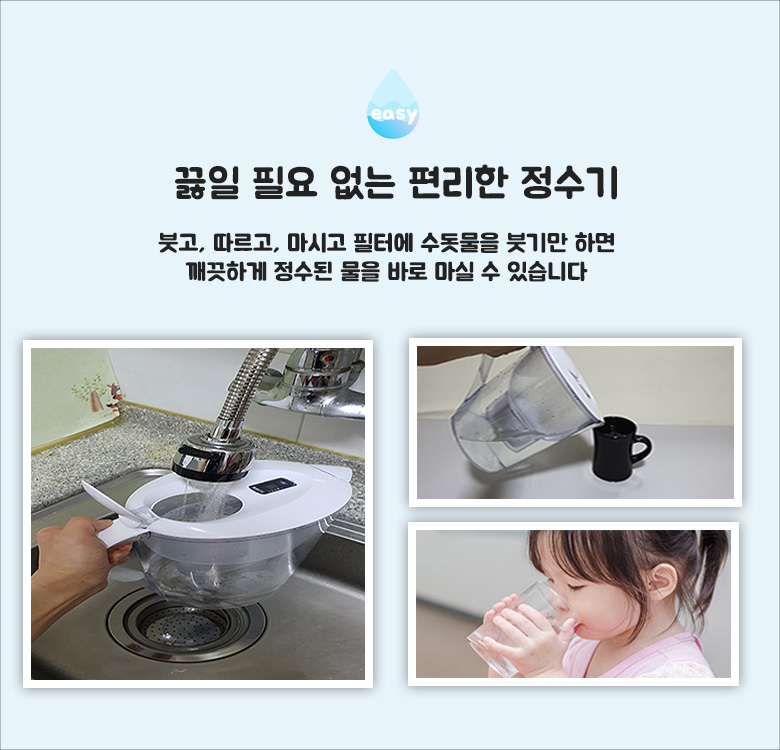 easy
끓일 필요 없는 편리한 정수기
붓고, 따르고, 마시고 필터에 수돗물을 붓기만 하면
깨끗하게 정수된 물을 바로 마실 수 있습니다